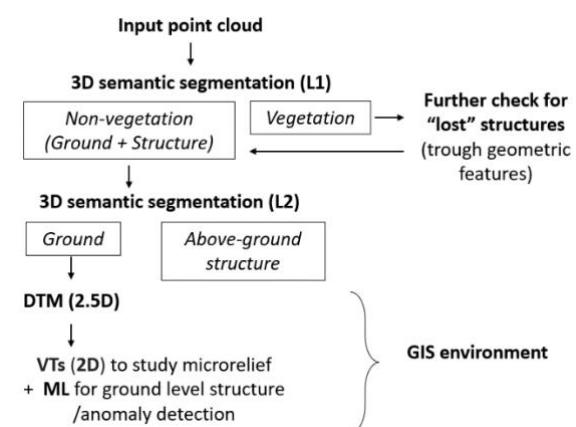 Input point cloud
3D semantic segmentation (L1)
Non-vegetation
(Ground + Structure)
Vegetation
Further check for
“lost” structures
(trough geometric
features)
3D semantic segmentation (L2)
Ground
Above-ground
structure
DTM (2.5D)
VTs (2D) to study microrelief
+ ML for ground level structure
/anomaly detection
GIS environment